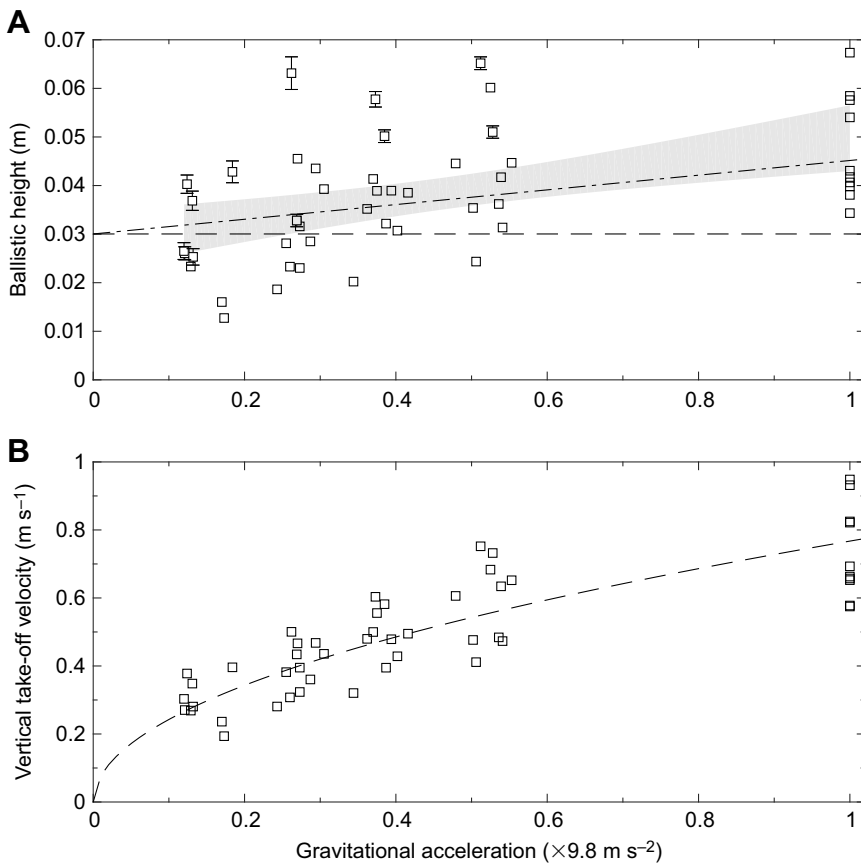 A
0.07
0.06
0.05
0.04
0.03
0.02
0.01
0
Ballistic height (m)
0 0.2 0.4 0.6 0.8 1
B
1
0.8
0.6
0.4
0.2
0
Vertical take-off velocity (m s–1)
0 0.2 0.4 0.6 0.8 1
Gravitational acceleration (×9.8 m s–2)